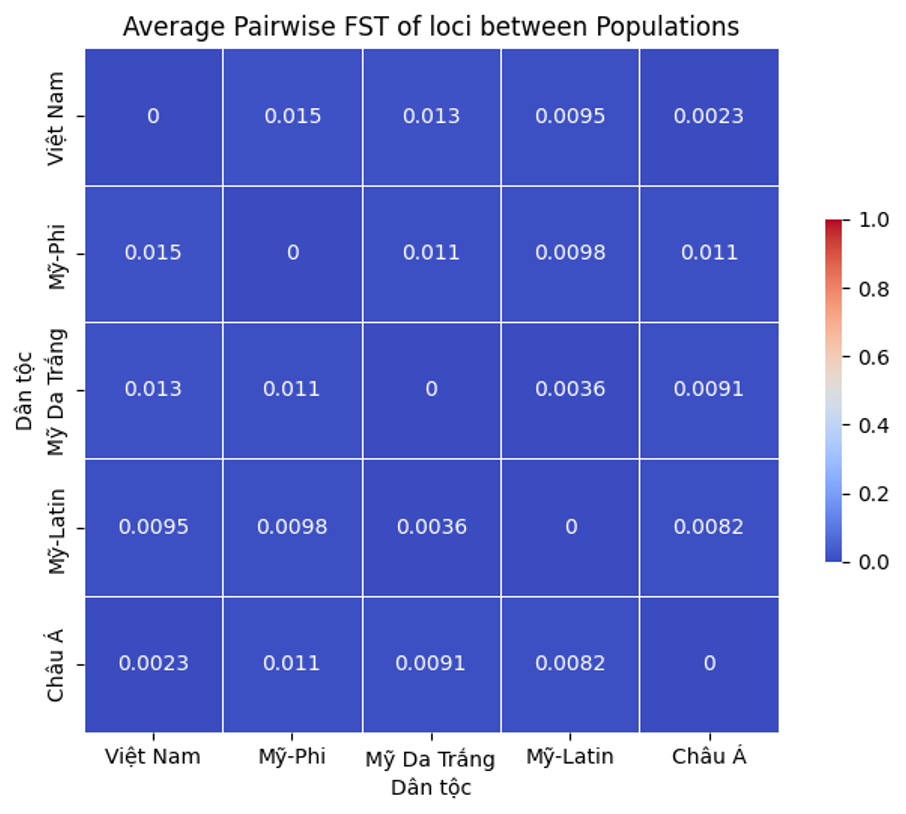 Average Pairwise FST of loci between Populations
Việt Nam
0 0.015 0.013 0.0095 0.0023
Mỹ-Phi
0.015 0 0.011 0.0098 0.011
Dân tộc
Mỹ Da Trắng
0.013 0.011 0 0.0036 0.0091
Mỹ-Latin
0.0095 0.0098 0.0036 0 0.0082
Châu Á
0.0023 0.011 0.0091 0.0082 0
Việt Nam Mỹ-Phi Mỹ Da Trắng Mỹ-Latin Châu Á
Dân tộc
1.0
0.8
0.6
0.4
0.2
0.0